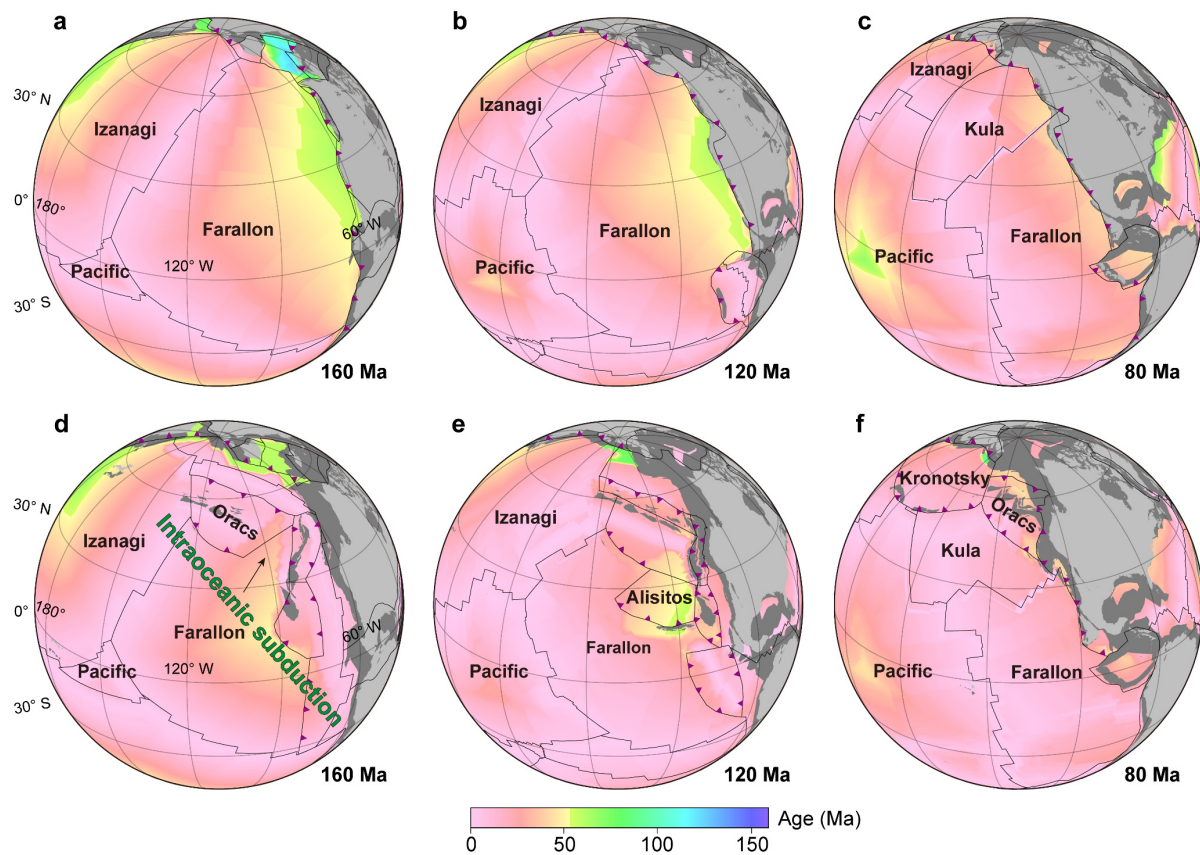 a
b
c
30° N
0°
180°
30° S
Izanagi
Pacific
Farallon
120° W
60° W
160 Ma
Izanagi
Pacific
Farallon
120 Ma
Izanagi
Kula
Pacific
Farallon
80 Ma
d
e
f
30° N
0°
180°
30° S
Oracs
Izanagi
Intraoceanic subduction
Farallon
Pacific
120° W
60° W
160 Ma
Izanagi
Alisitos
Farallon
Pacific
120 Ma
Kronotsky
Oracs
Kula
Pacific
Farallon
80 Ma
Age (Ma)
0
50
100
150